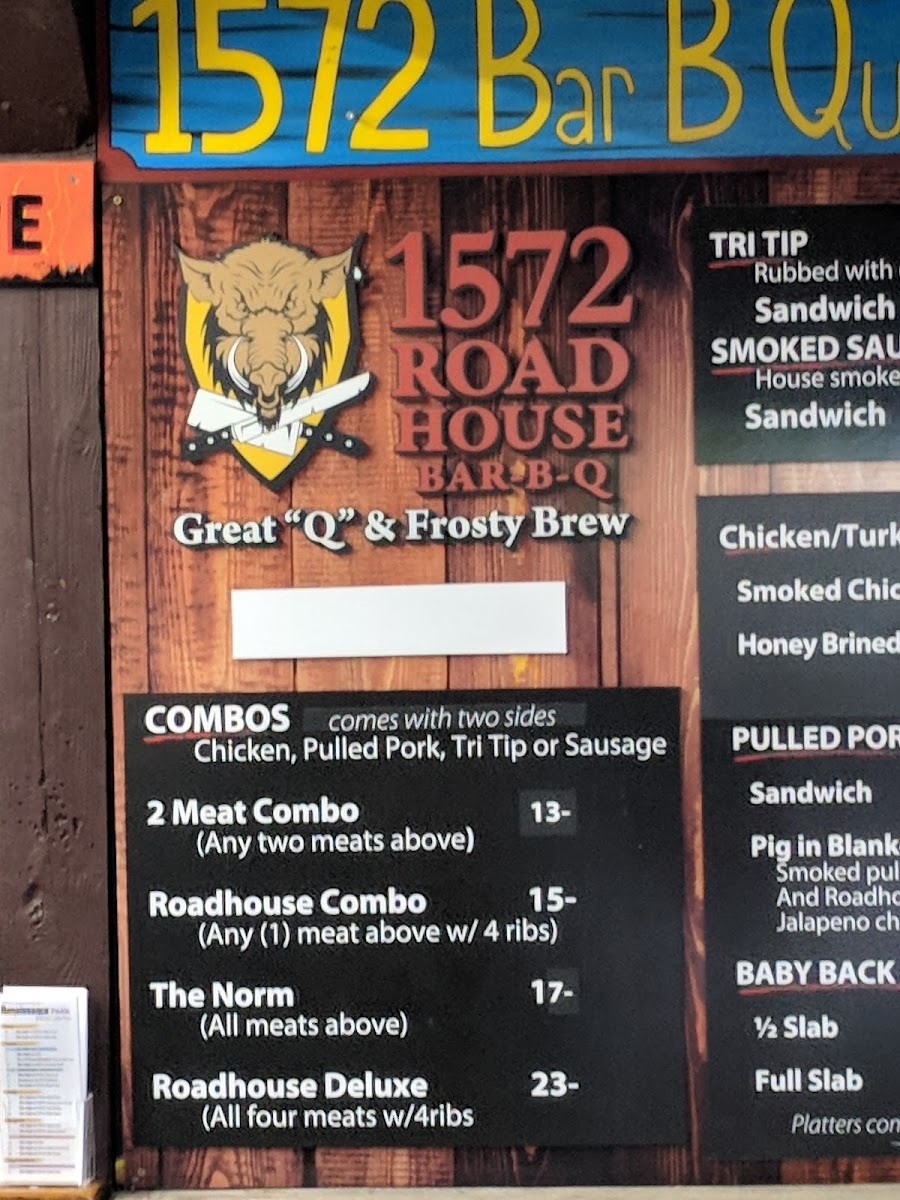 1572 Bar B Qu
E
1572
ROAD
HOUSE
BAR-B-Q
Great "Q" & Frosty Brew
COMBOS comes with two sides
Chicken, Pulled Pork, Tri Tip or Sausage
2 Meat Combo 13-
(Any two meats above)
Roadhouse Combo 15-
(Any (1) meat above w/ 4 ribs)
The Norm 17-
(All meats above)
Roadhouse Deluxe 23-
(All four meats w/4ribs
TRI TIP
Rubbed with
Sandwich
SMOKED SAU
House smoke
Sandwich
Chicken/Turk
Smoked Chic
Honey Brined
PULLED POR
Sandwich
Pig in Blank
Smoked pul
And Roadho
Jalapeno ch
BABY BACK
½ Slab
Full Slab
Platters con